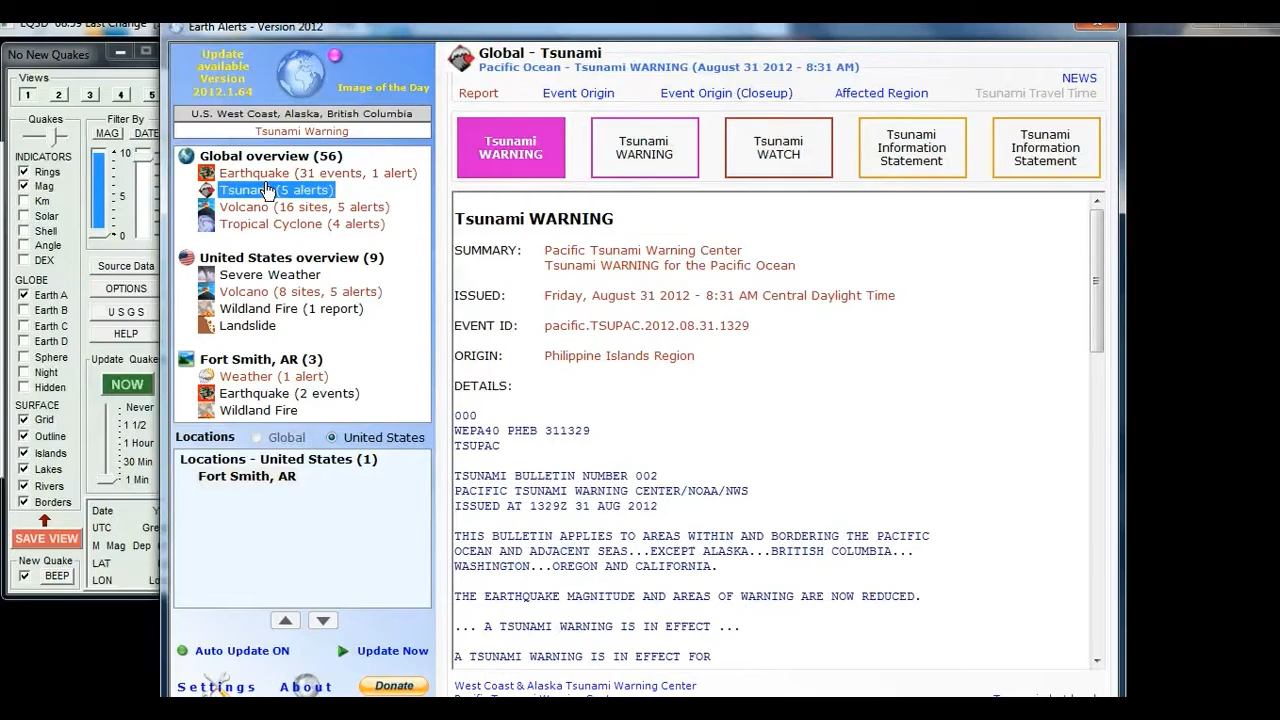 EQ3D 08:59 Last Change
Earth Alerts - Version 2012
No New Quakes
Views
1 2 3 4 5
Quakes
Filter By
MAG DATE
10
5
0
INDICATORS
Rings
Mag
Km
Solar
Shell
Angle
DEX
GLOBE
Earth A
Earth B
Earth C
Earth D
Sphere
Night
Hidden
SURFACE
Grid
Outline
Islands
Lakes
Rivers
Borders
SAVE VIEW
New Quake
BEEP
Source Data
OPTIONS
U S G S
HELP
Update Quak
NOW
Never
1 1/2
1 Hour
30 Min
1 Min
Date
UTC Gre
M Mag Dep
LAT
LON
Update
available
Version
2012.1.64
Image of the Day
U.S. West Coast, Alaska, British Columbia
Tsunami Warning
Global overview (56)
Earthquake (31 events, 1 alert)
Tsunami (5 alerts)
Volcano (16 sites, 5 alerts)
Tropical Cyclone (4 alerts)
United States overview (9)
Severe Weather
Volcano (8 sites, 5 alerts)
Wildland Fire (1 report)
Landslide
Fort Smith, AR (3)
Weather (1 alert)
Earthquake (2 events)
Wildland Fire
Locations Global United States
Locations - United States (1)
Fort Smith, AR
Auto Update ON Update Now
Settings About Donate
Global - Tsunami
Pacific Ocean - Tsunami WARNING (August 31 2012 - 8:31 AM)
NEWS
Report Event Origin Event Origin (Closeup) Affected Region Tsunami Travel Time
Tsunami WARNING
Tsunami WARNING
Tsunami WATCH
Tsunami Information Statement
Tsunami Information Statement
Tsunami WARNING
SUMMARY: Pacific Tsunami Warning Center
Tsunami WARNING for the Pacific Ocean
ISSUED: Friday, August 31 2012 - 8:31 AM Central Daylight Time
EVENT ID: pacific.TSUPAC.2012.08.31.1329
ORIGIN: Philippine Islands Region
DETAILS:
000
WEPA40 PHEB 311329
TSUPAC
TSUNAMI BULLETIN NUMBER 002
PACIFIC TSUNAMI WARNING CENTER/NOAA/NWS
ISSUED AT 1329Z 31 AUG 2012
THIS BULLETIN APPLIES TO AREAS WITHIN AND BORDERING THE PACIFIC
OCEAN AND ADJACENT SEAS...EXCEPT ALASKA...BRITISH COLUMBIA...
WASHINGTON...OREGON AND CALIFORNIA.
THE EARTHQUAKE MAGNITUDE AND AREAS OF WARNING ARE NOW REDUCED.
... A TSUNAMI WARNING IS IN EFFECT ...
A TSUNAMI WARNING IS IN EFFECT FOR
West Coast & Alaska Tsunami Warning Center